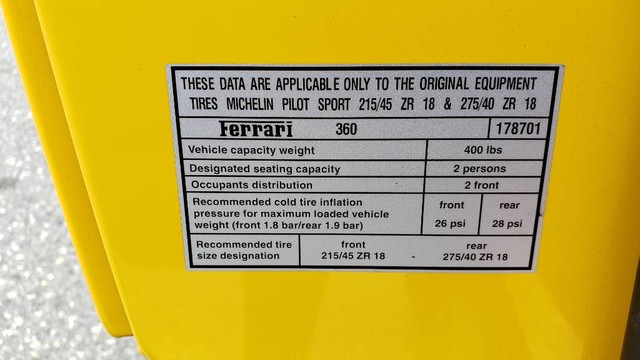 THESE DATA ARE APPLICABLE ONLY TO THE ORIGINAL EQUIPMENT
TIRES MICHELIN PILOT SPORT 215/45 ZR 18 & 275/40 ZR 18
Ferrari 360 178701
Vehicle capacity weight 400 lbs
Designated seating capacity 2 persons
Occupants distribution 2 front
Recommended cold tire inflation front rear
pressure for maximum loaded vehicle
weight (front 1.8 bar/rear 1.9 bar) 26 psi 28 psi
Recommended tire front rear
size designation 215/45 ZR 18 - 275/40 ZR 18